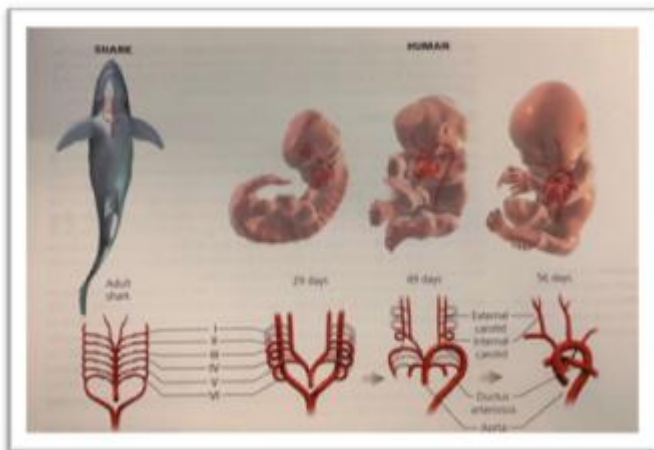 SHARK
HUMAN
Adult
shark
29 days
49 days
56 days
I
II
III
IV
V
VI
External
carotid
Internal
carotid
Ductus
arteriosus
Aorta